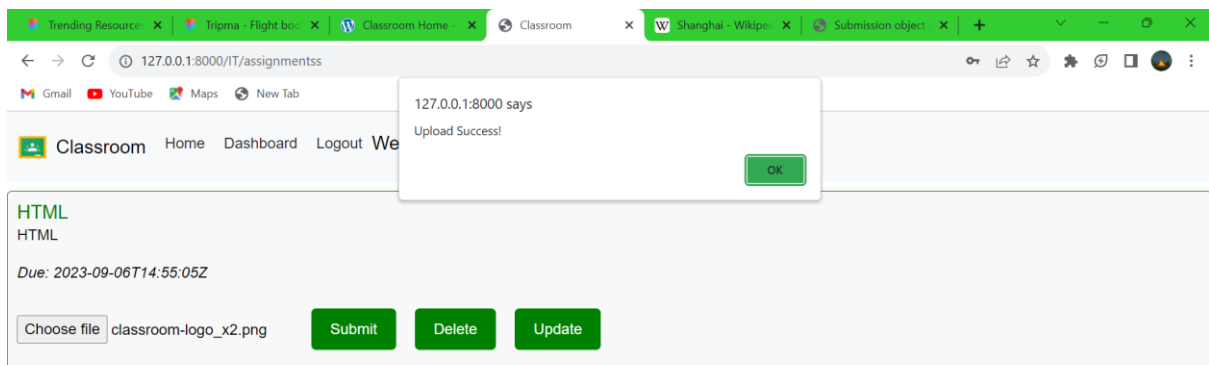 Trending Resource
Tripma - Flight boo
Classroom Home -
Classroom
Shanghai - Wikiped
Submission object
127.0.0.1:8000/IT/assignmentss
Gmail
YouTube
Maps
New Tab
127.0.0.1:8000 says
Upload Success!
OK
Classroom
Home
Dashboard
Logout
We
HTML
HTML
Due: 2023-09-06T14:55:05Z
Choose file
classroom-logo_x2.png
Submit
Delete
Update